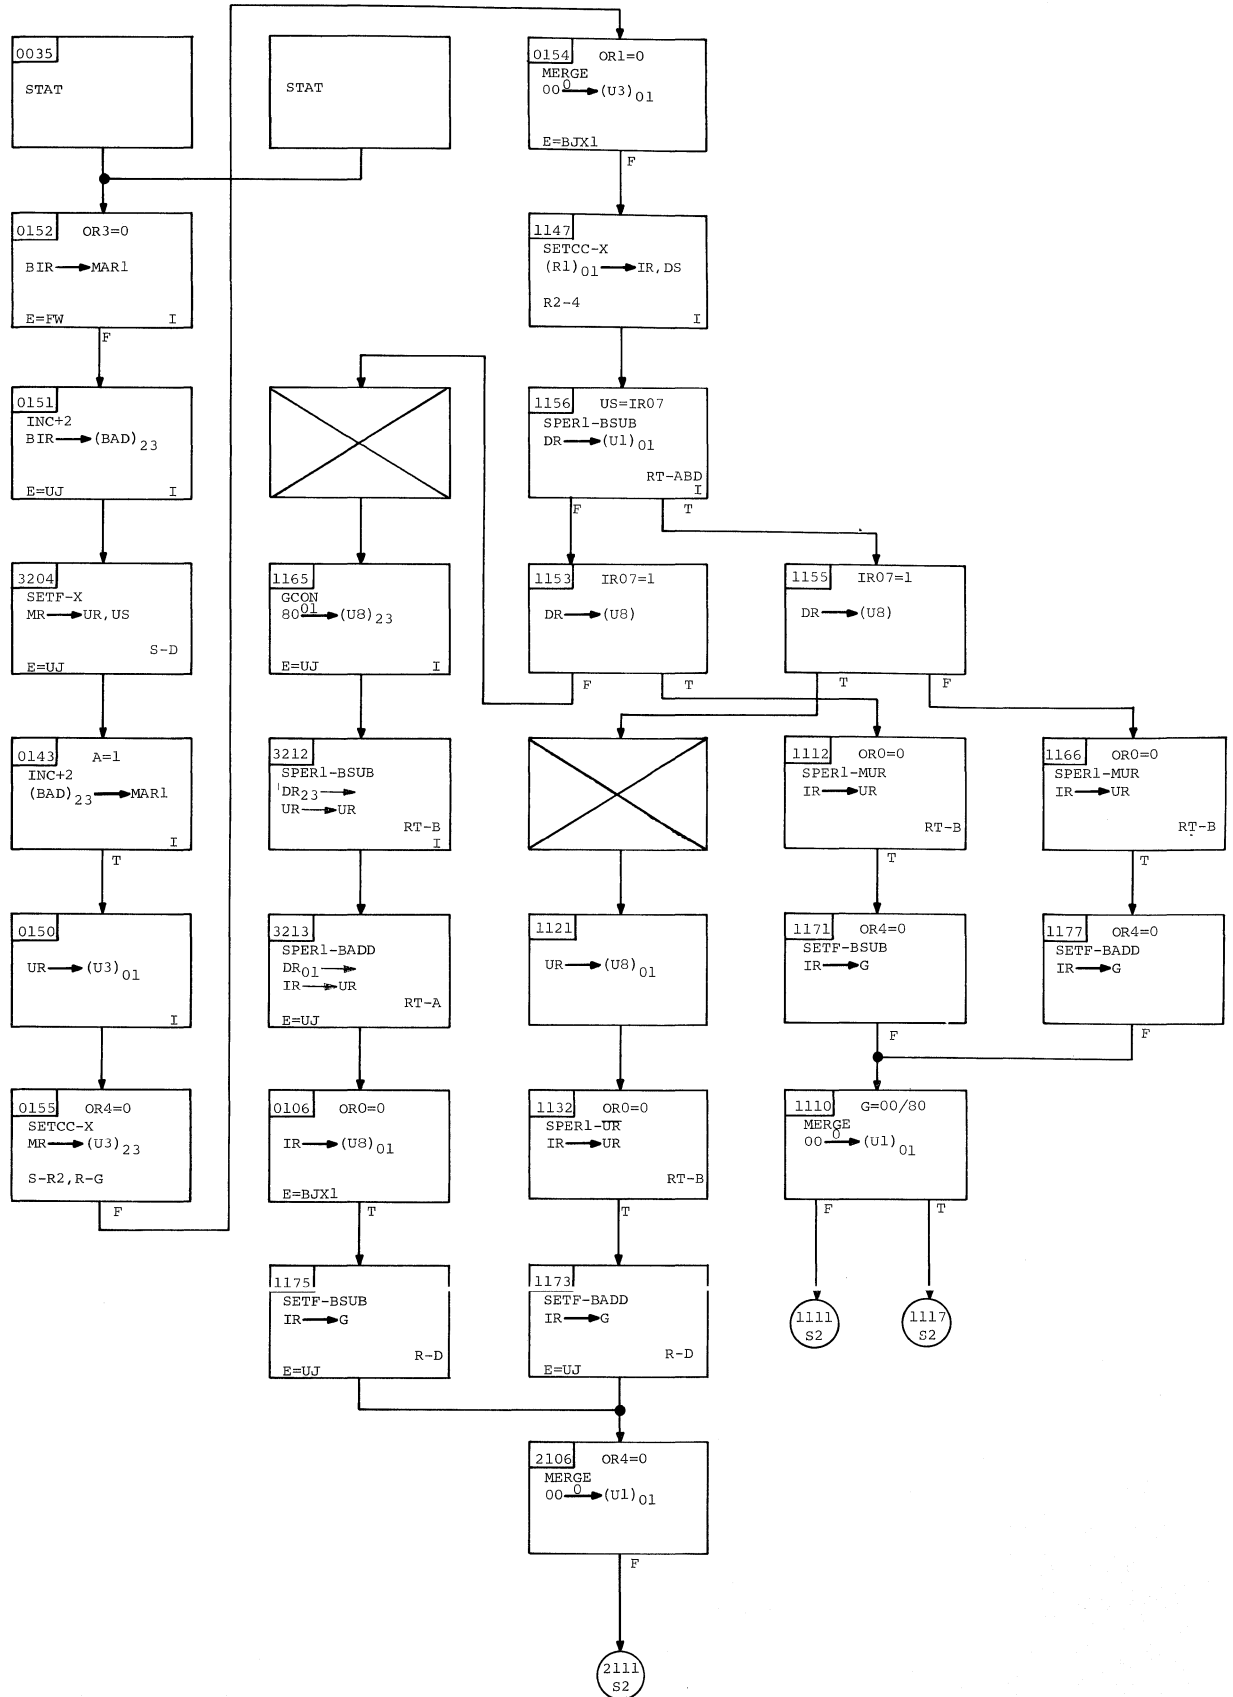 0035
STAT
STAT
0154 OR1=0
MERGE
00 0 (U3)01
E=BJX1
F
0152 OR3=0
BIR MAR1
E=FW I
F
1147
SETCC-X
(R1)01 IR,DS
R2-4
I
0151
INC+2
BIR (BAD)23
E=UJ I
1156 US=IR07
SPER1-BSUB
DR (U1)01
RT-ABD
I
F T
3204
SETF-X
MR UR,US
S-D
E=UJ
1165
GCON
80 01 (U8)23
E=UJ I
1153 IR07=1
DR (U8)
F T
1155 IR07=1
DR (U8)
T F
0143 A=1
INC+2
(BAD)23 MAR1
I
T
3212
SPER1-BSUB
DR23
UR UR
RT-B
I
1112 OR0=0
SPER1-MUR
IR UR
RT-B
T
1166 OR0=0
SPER1-MUR
IR UR
RT-B
T
0150
UR (U3)01
I
3213
SPER1-BADD
DR01
IR UR
RT-A
E=UJ
1121
UR (U8)01
1171 OR4=0
SETF-BSUB
IR G
F
1177 OR4=0
SETF-BADD
IR G
F
0155 OR4=0
SETCC-X
MR (U3)23
S-R2,R-G
F
0106 OR0=0
IR (U8)01
E=BJX1
T
1132 OR0=0
SPER1-UR
IR UR
RT-B
T
1110 G=00/80
MERGE
00 0 (U1)01
F T
1175
SETF-BSUB
IR G
R-D
E=UJ
1173
SETF-BADD
IR G
R-D
E=UJ
1111
S2
1117
S2
2106 OR4=0
MERGE
00 0 (U1)01
F
2111
S2